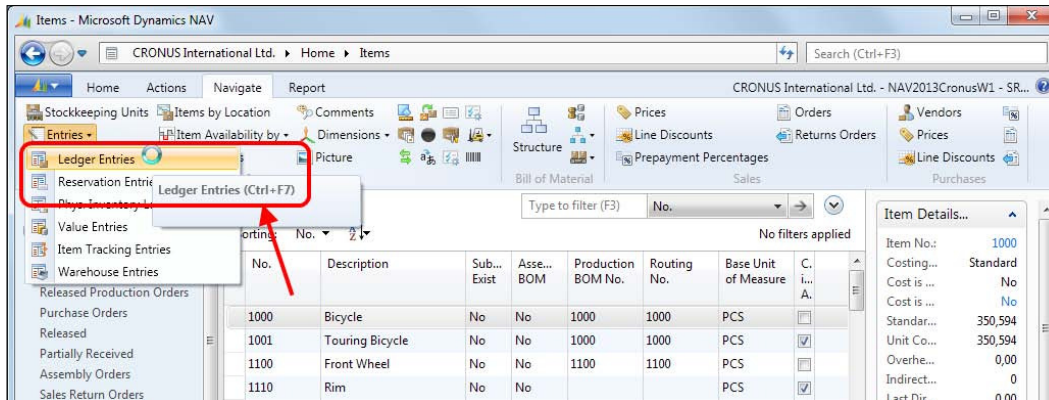 Items - Microsoft Dynamics NAV
CRONUS International Ltd. Home Items
Search (Ctrl+F3)
Home Actions Navigate Report
CRONUS International Ltd. - NAV2013CronusW1 - SR...
Stockkeeping Units Items by Location Comments Prices Orders Vendors
Entries Item Availability by Dimensions Structure Line Discounts Returns Orders Prices
Ledger Entries Picture Prepayment Percentages Line Discounts
Bill of Material Sales Purchases
Reservation Entrie
Ledger Entries (Ctrl+F7)
Phys. Inventory L
Type to filter (F3) No.
Value Entries
orting: No. No filters applied
Item Tracking Entries
Warehouse Entries
Released Production Orders
Purchase Orders
Released
Partially Received
Assembly Orders
Sales Return Orders
No. Description Sub... Exist Asse... BOM Production BOM No. Routing No. Base Unit of Measure C. i... A.
1000 Bicycle No No 1000 1000 PCS
1001 Touring Bicycle No No 1000 1000 PCS
1100 Front Wheel No No 1100 1100 PCS
1110 Rim No No PCS
Item Details...
Item No.: 1000
Costing... Standard
Cost is ... No
Cost is ... No
Standar... 350,594
Unit Co... 350,594
Overhe... 0,00
Indirect... 0
Last Dir... 0,00